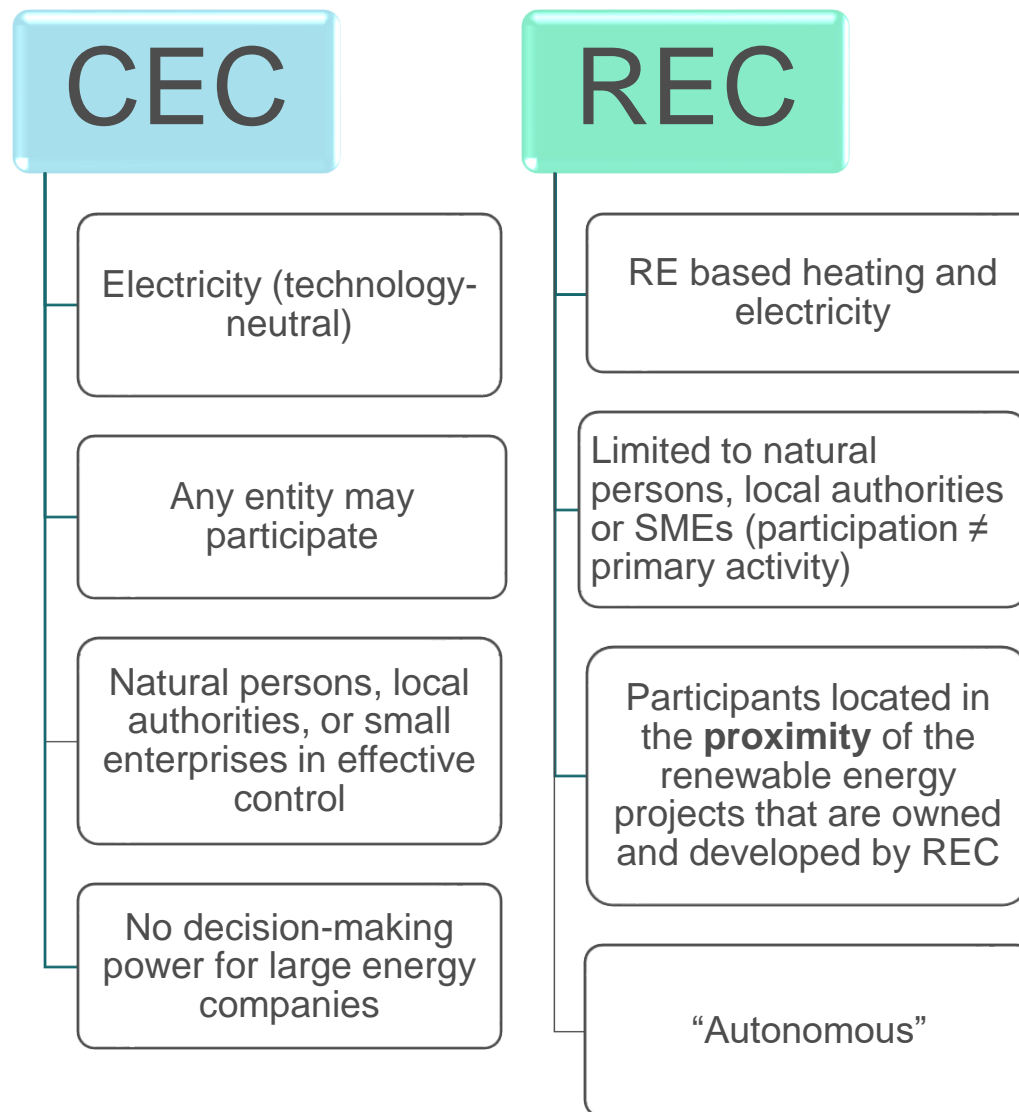 CEC
Electricity (technology-
neutral)
Any entity may
participate
Natural persons, local
authorities, or small
enterprises in effective
control
No decision-making
power for large energy
companies
REC
RE based heating and
electricity
Limited to natural
persons, local authorities
or SMEs (participation ≠
primary activity)
Participants located in
the proximity of the
renewable energy
projects that are owned
and developed by REC
“Autonomous”